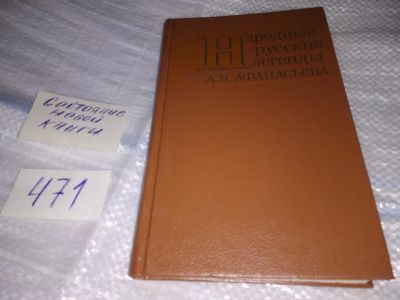 Народные
русские
легенды
А.Н. АФАНАСЬЕВА
Состояние
новой
книги
471